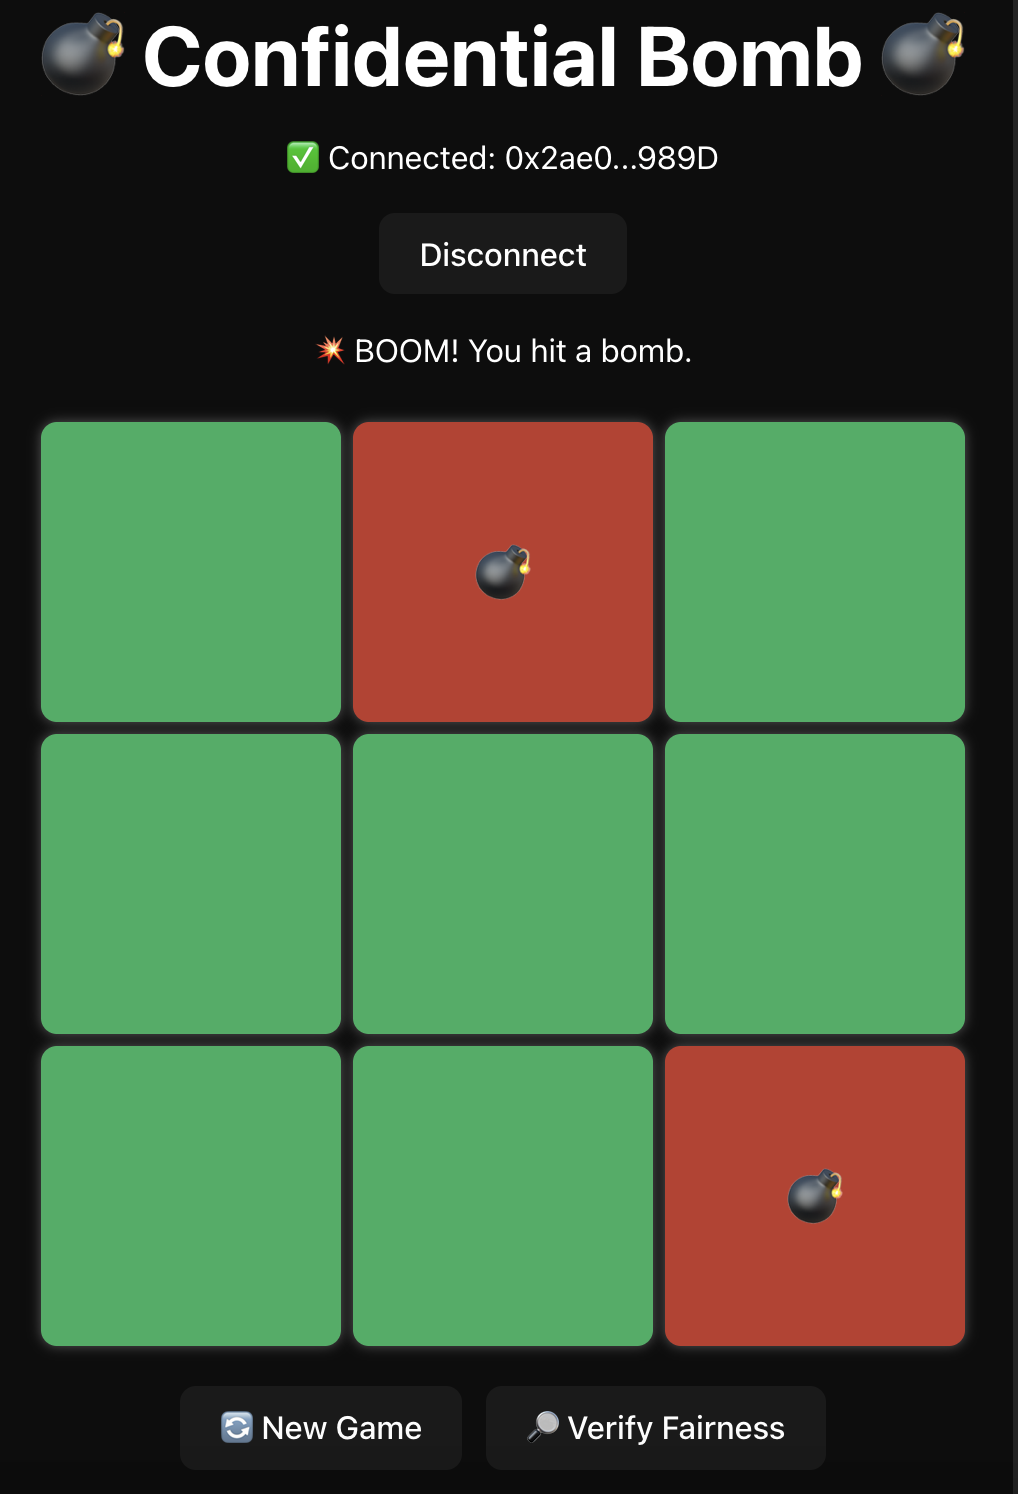 Confidential Bomb
Connected: 0x2ae0...989D
Disconnect
BOOM! You hit a bomb.
New Game
Verify Fairness